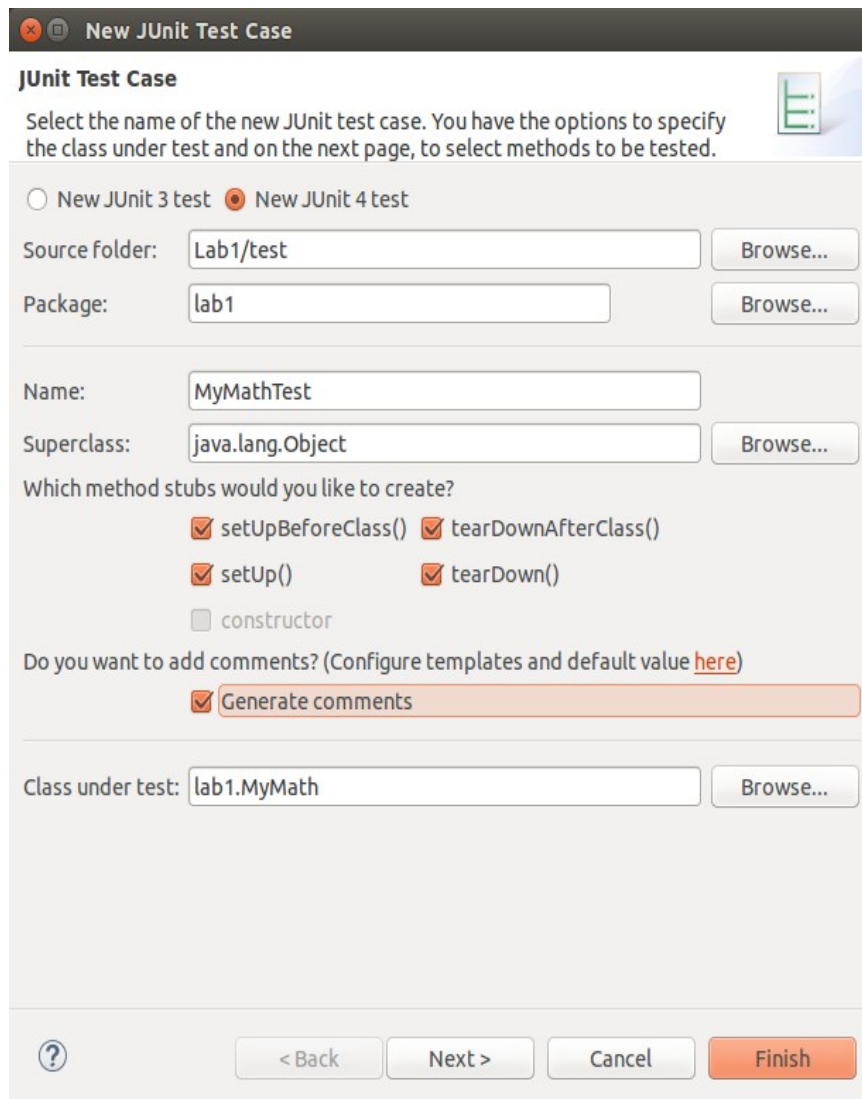 New JUnit Test Case
JUnit Test Case
Select the name of the new JUnit test case. You have the options to specify
the class under test and on the next page, to select methods to be tested.
New JUnit 3 test New JUnit 4 test
Source folder: Lab1/test Browse...
Package: lab1 Browse...
Name: MyMathTest
Superclass: java.lang.Object Browse...
Which method stubs would you like to create?
setUpBeforeClass() tearDownAfterClass()
setUp() tearDown()
constructor
Do you want to add comments? (Configure templates and default value here)
Generate comments
Class under test: lab1.MyMath Browse...
? < Back Next > Cancel Finish